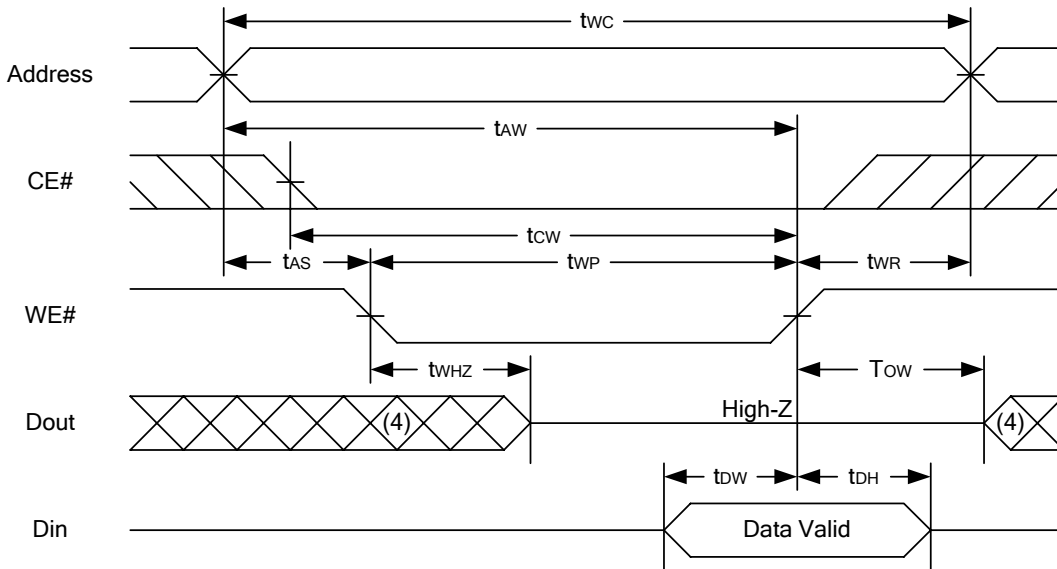 tWC
Address
tAW
CE#
tCW
tAS
tWP
tWR
WE#
tWHZ
TOW
High-Z
Dout
(4)
(4)
tDW
tDH
Din
Data Valid